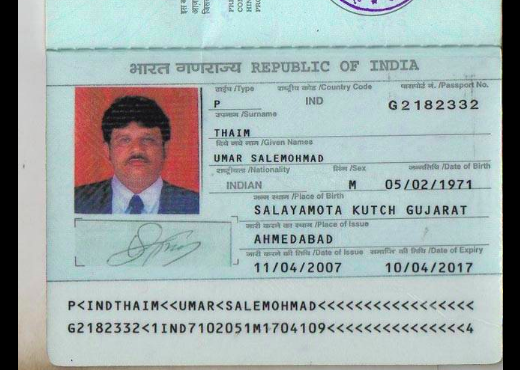 भारत गणराज्य REPUBLIC OF INDIA
टाईप /Type राष्ट्रीय कोड /Country Code पासपोर्ट नं. /Passport No.
P IND G2182332
उपनाम /Surname
THAIM
दिये गये नाम /Given Names
UMAR SALEMOHMAD
राष्ट्रीयता /Nationality लिंग /Sex जन्मतिथि /Date of Birth
INDIAN M 05/02/1971
जन्म स्थान /Place of Birth
SALAYAMOTA KUTCH GUJARAT
जारी करने का स्थान /Place of Issue
AHMEDABAD
जारी करने की तिथि /Date of Issue समाप्ति की तिथि /Date of Expiry
11/04/2007 10/04/2017
P<INDTHAIM<<UMAR<SALEMOHMAD<<<<<<<<<<<<<<<<<
G2182332<1IND7102051M1704109<<<<<<<<<<<<<<<4